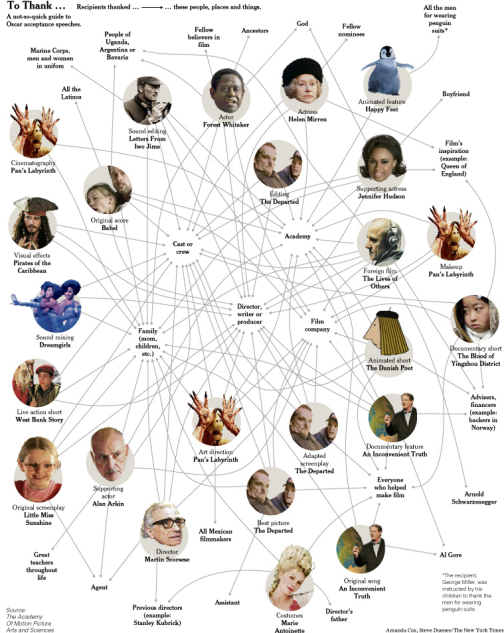 To Thank ...
Recipients thanked ——→ ... these people, places and things.
A not-so-quick guide to
Oscar acceptance speeches.
All the men
for wearing
penguin
suits*
God
Fellow
nominees
Fellow
believers in
film
Ancestors
People of
Uganda,
Argentina or
Bavaria
Marine Corps,
men and women
in uniform
All the
Latinos
Boyfriend
Animated feature
Happy Feet
Actress
Helen Mirren
Actor
Forest Whitaker
Sound editing
Letters From
Iwo Jima
Film's
inspiration
(example:
Queen of
England)
Cinematography
Pan's Labyrinth
Editing
The Departed
Supporting actress
Jennifer Hudson
Original score
Babel
Academy
Cast or
crew
Visual effects
Pirates of the
Caribbean
Foreign film
The Lives of
Others
Makeup
Pan's Labyrinth
Director,
writer or
producer
Film
company
Family
(mom,
children,
etc.)
Sound mixing
Dreamgirls
Documentary short
The Blood of
Yingzhou District
Animated short
The Danish Poet
Advisers,
financers
(example:
backers in
Norway)
Live action short
West Bank Story
Art direction
Pan's Labyrinth
Adapted
screenplay
The Departed
Documentary feature
An Inconvenient Truth
Everyone
who helped
make film
Arnold
Schwarzenegger
Original screenplay
Little Miss
Sunshine
Supporting
actor
Alan Arkin
Best picture
The Departed
All Mexican
filmmakers
Director
Martin Scorsese
Al Gore
Great
teachers
throughout
life
Agent
Original song
An Inconvenient
Truth
Previous directors
(example:
Stanley Kubrick)
Assistant
Director's
father
Costumes
Marie
Antoinette
*The recipient,
George Miller, was
instructed by his
children to thank the
men for wearing
penguin suits.
Source:
The Academy
Of Motion Picture
Arts and Sciences
Amanda Cox, Steve Duenes/The New York Times